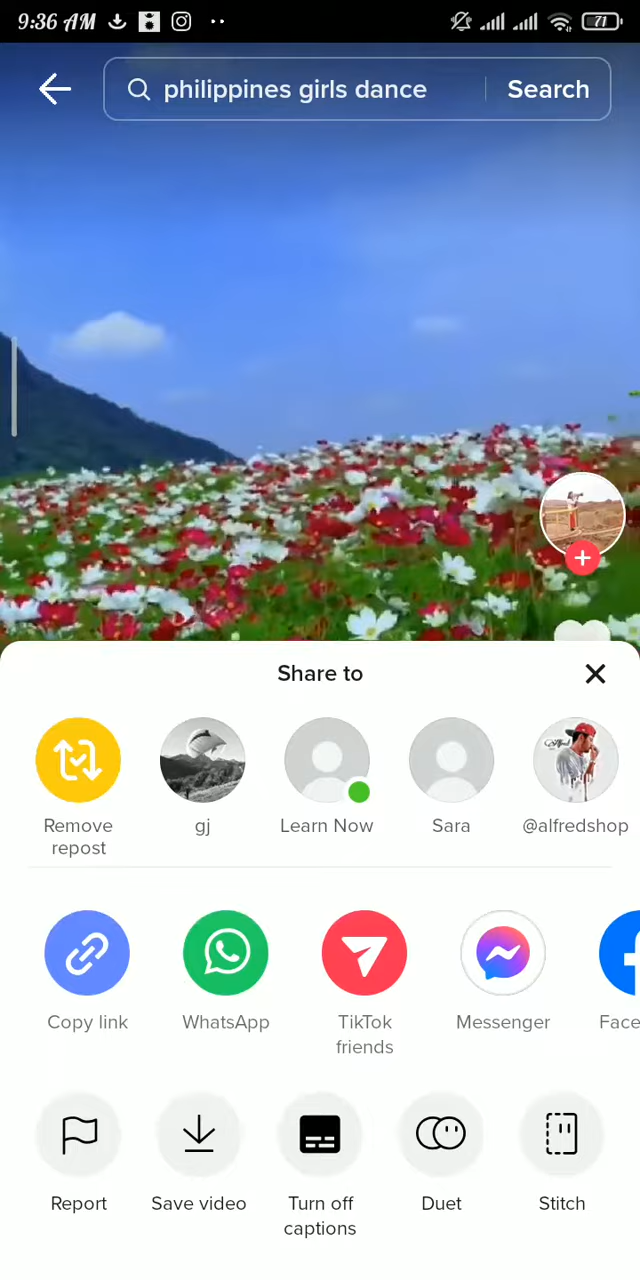 9:36 AM
71
philippines girls dance
Search
Share to
Remove
repost
gj
Learn Now
Sara
@alfredshop
Copy link
WhatsApp
TikTok
friends
Messenger
Face
Report
Save video
Turn off
captions
Duet
Stitch